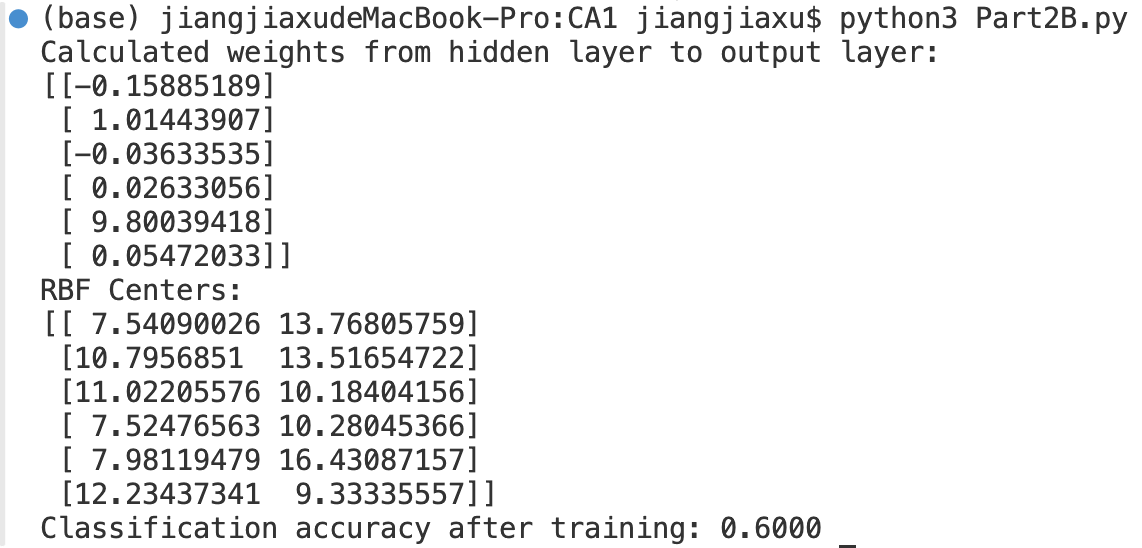 (base) jiangjiaxudeMacBook-Pro:CA1 jiangjiaxu$ python3 Part2B.py
Calculated weights from hidden layer to output layer:
[[-0.15885189]
 [ 1.01443907]
 [-0.03633535]
 [ 0.02633056]
 [ 9.80039418]
 [ 0.05472033]]
RBF Centers:
[[ 7.54090026 13.76805759]
 [10.7956851  13.51654722]
 [11.02205576 10.18404156]
 [ 7.52476563 10.28045366]
 [ 7.98119479 16.43087157]
 [12.23437341  9.33335557]]
Classification accuracy after training: 0.6000